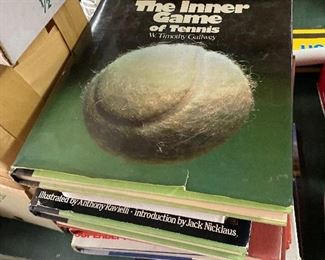 The Inner
Game
of Tennis
W. Timothy Gallwey
Illustrated by Anthony Ravielli · introduction by Jack Nicklaus